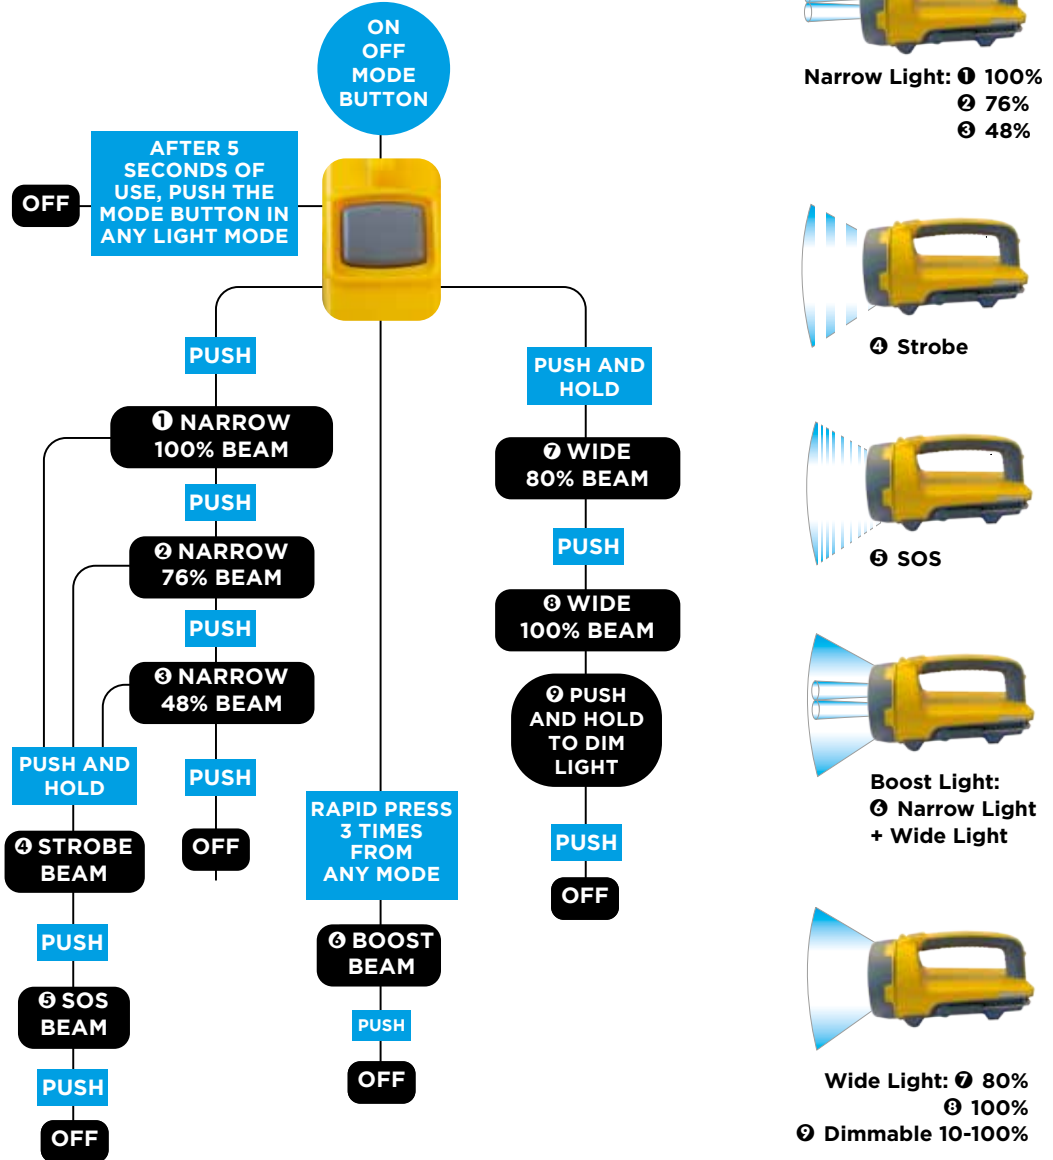 ON
OFF
MODE
BUTTON
AFTER 5
SECONDS OF
USE, PUSH THE
MODE BUTTON IN
ANY LIGHT MODE
OFF
PUSH
❶ NARROW
100% BEAM
PUSH
❷ NARROW
76% BEAM
PUSH
❸ NARROW
48% BEAM
PUSH
OFF
PUSH AND
HOLD
❹ STROBE
BEAM
PUSH
❺ SOS
BEAM
PUSH
OFF
RAPID PRESS
3 TIMES
FROM
ANY MODE
❻ BOOST
BEAM
PUSH
OFF
PUSH AND
HOLD
❼ WIDE
80% BEAM
PUSH
❽ WIDE
100% BEAM
❾ PUSH
AND HOLD
TO DIM
LIGHT
PUSH
OFF
Narrow Light: ❶ 100%
❷ 76%
❸ 48%
❹ Strobe
❺ SOS
Boost Light:
❻ Narrow Light
+ Wide Light
Wide Light: ❼ 80%
❽ 100%
❾ Dimmable 10-100%